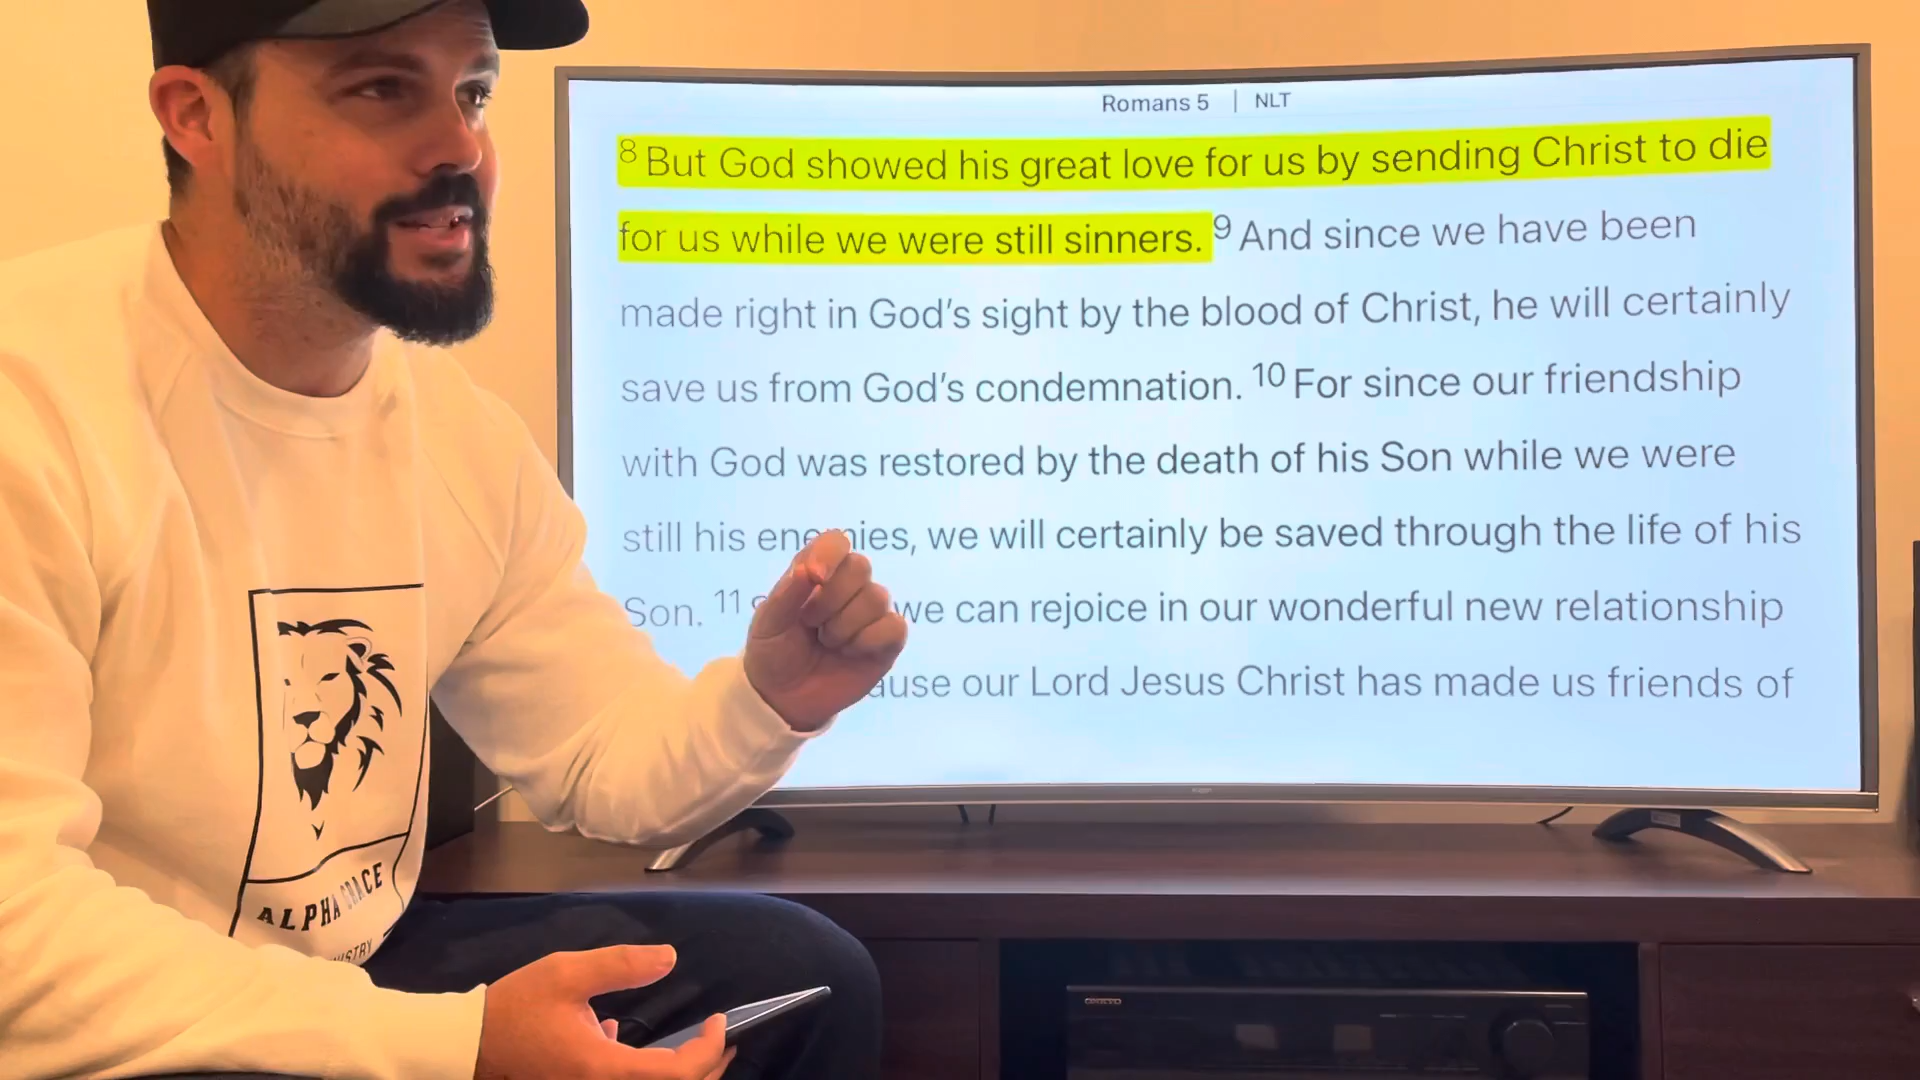 Romans 5 | NLT
8 But God showed his great love for us by sending Christ to die
for us while we were still sinners. 9 And since we have been
made right in God's sight by the blood of Christ, he will certainly
save us from God's condemnation. 10 For since our friendship
with God was restored by the death of his Son while we were
still his enemies, we will certainly be saved through the life of his
Son. 11 we can rejoice in our wonderful new relationship
our Lord Jesus Christ has made us friends of
ALPHA GRACE
ONKYO